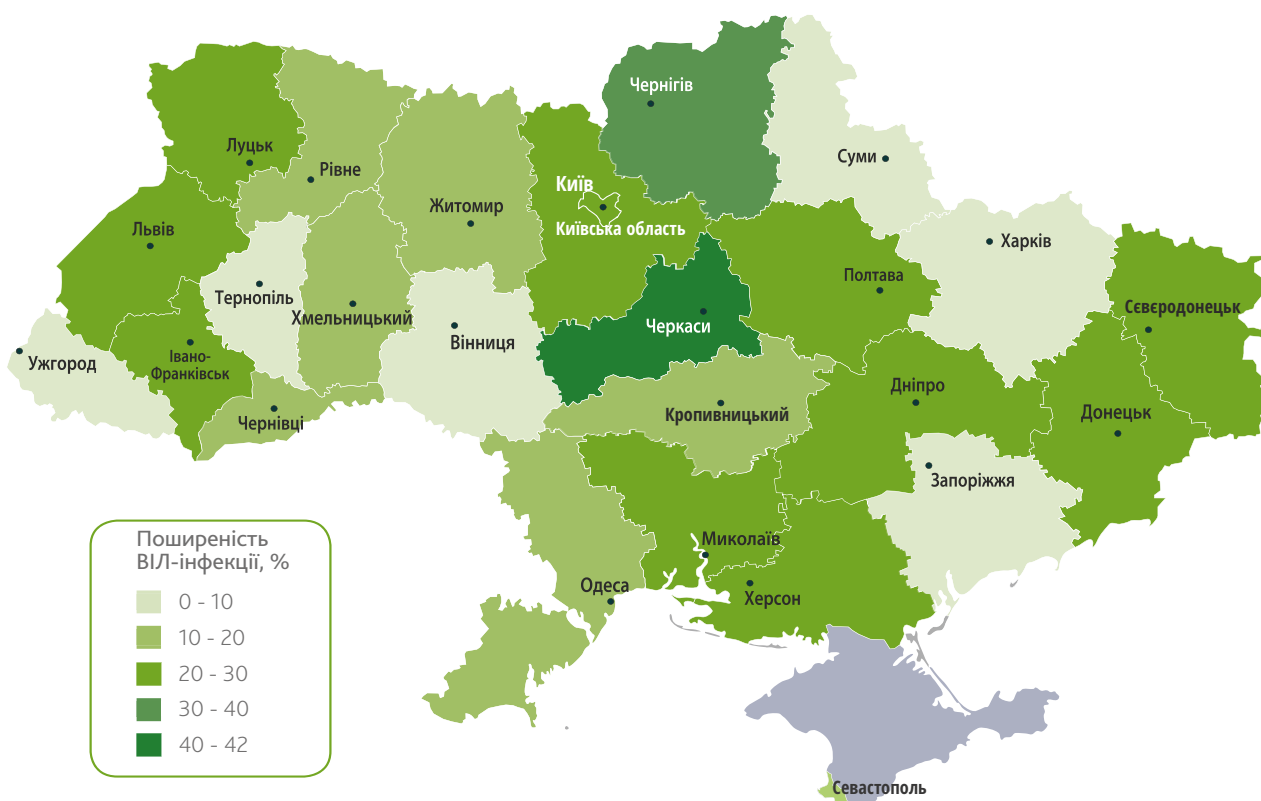 Чернігів
Луцьк
Рівне
Суми
Київ
Житомир
Київська область
Львів
Харків
Полтава
Тернопіль
Хмельницький
Сєвєродонецьк
Черкаси
Вінниця
Ужгород
Івано-
Франківськ
Чернівці
Дніпро
Кропивницький
Донецьк
Запоріжжя
Миколаїв
Одеса
Херсон
Севастополь
Поширеність
ВІЛ-інфекції, %
0 - 10
10 - 20
20 - 30
30 - 40
40 - 42